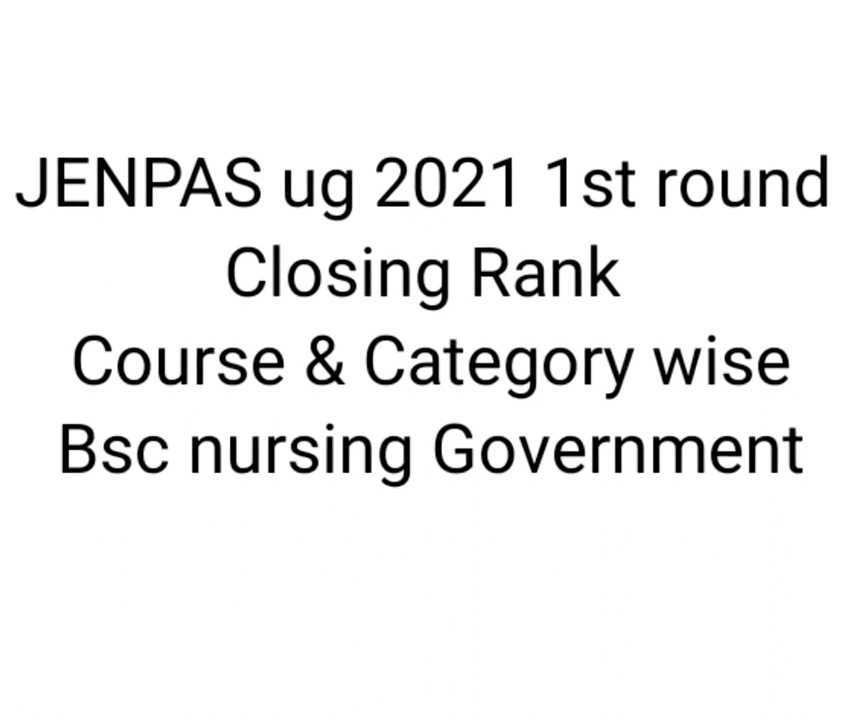 JENPAS ug 2021 1st round
Closing Rank
Course & Category wise
Bsc nursing Government